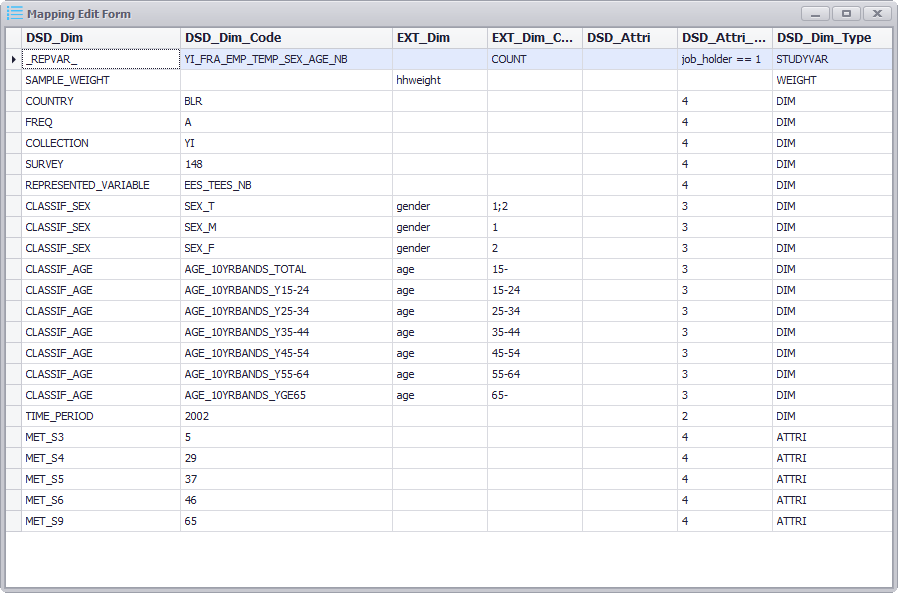 Mapping Edit Form
DSD_Dim DSD_Dim_Code EXT_Dim EXT_Dim_C... DSD_Attri DSD_Attri_... DSD_Dim_Type
_REPVAR_ YI_FRA_EMP_TEMP_SEX_AGE_NB COUNT job_holder == 1 STUDYVAR
SAMPLE_WEIGHT hhweight WEIGHT
COUNTRY BLR 4 DIM
FREQ A 4 DIM
COLLECTION YI 4 DIM
SURVEY 148 4 DIM
REPRESENTED_VARIABLE EES_TEES_NB 4 DIM
CLASSIF_SEX SEX_T gender 1;2 3 DIM
CLASSIF_SEX SEX_M gender 1 3 DIM
CLASSIF_SEX SEX_F gender 2 3 DIM
CLASSIF_AGE AGE_10YRBANDS_TOTAL age 15- 3 DIM
CLASSIF_AGE AGE_10YRBANDS_Y15-24 age 15-24 3 DIM
CLASSIF_AGE AGE_10YRBANDS_Y25-34 age 25-34 3 DIM
CLASSIF_AGE AGE_10YRBANDS_Y35-44 age 35-44 3 DIM
CLASSIF_AGE AGE_10YRBANDS_Y45-54 age 45-54 3 DIM
CLASSIF_AGE AGE_10YRBANDS_Y55-64 age 55-64 3 DIM
CLASSIF_AGE AGE_10YRBANDS_YGE65 age 65- 3 DIM
TIME_PERIOD 2002 2 DIM
MET_S3 5 4 ATTRI
MET_S4 29 4 ATTRI
MET_S5 37 4 ATTRI
MET_S6 46 4 ATTRI
MET_S9 65 4 ATTRI